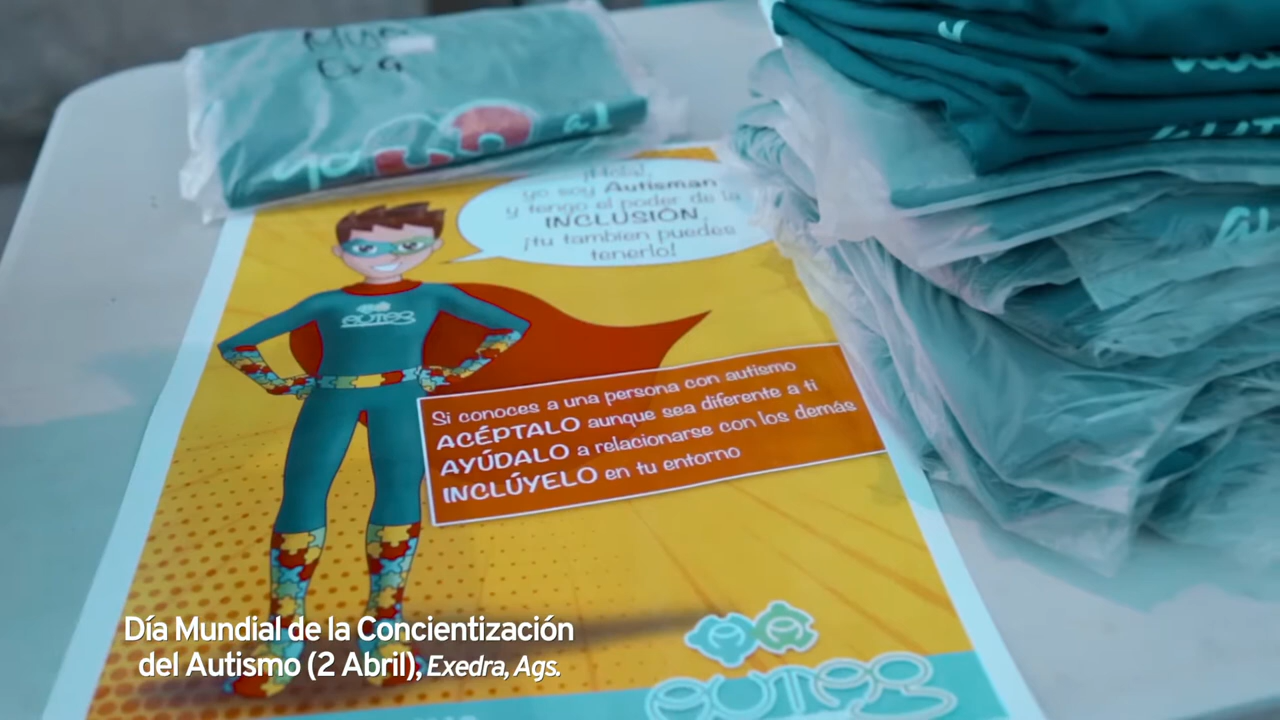 MUJ
¡Hola!,
yo soy Autisman
y tengo el poder de la
INCLUSIÓN,
¡tu tambien puedes
tenerlo!
Si conoces a una persona con autismo
ACÉPTALO aunque sea diferente a ti
AYÚDALO a relacionarse con los demás
INCLÚYELO en tu entorno
Día Mundial de la Concientización
del Autismo (2 Abril), Exedra, Ags.